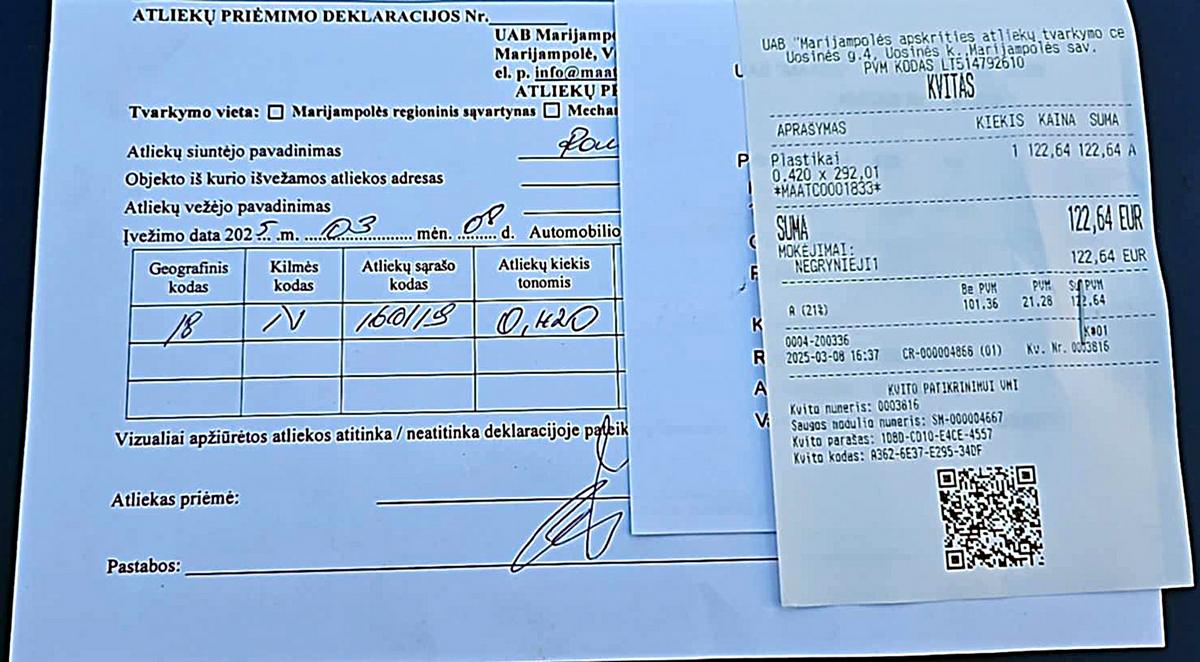 ATLIEKŲ PRIĖMIMO DEKLARACIJOS Nr.
UAB Marijamp
Marijampolė, V
el. p. info@maat
ATLIEKŲ PI
Tvarkymo vieta: Marijampolės regioninis sąvartynas Mecha
Atliekų siuntėjo pavadinimas
Objekto iš kurio išvežamos atliekos adresas
Atliekų vežėjo pavadinimas
Įvežimo data 2025 m. 03 mėn. 08 d. Automobilio
Geografinis kodas Kilmės kodas Atliekų sąrašo kodas Atliekų kiekis tonomis
18 N 160119 0,420
Vizualiai apžiūrėtos atliekos atitinka / neatitinka deklaracijoje pateik
Atliekas priėmė:
Pastabos:
UAB "Marijampolės apskrities atliekų tvarkymo ce
Uosinės g.4, Uosinės k.,Marijampolės sav.
PVM KODAS LT514792610
KVITAS
APRAŠYMAS KIEKIS KAINA SUMA
Plastikai 1 122,64 122,64 A
0.420 x 292,01
*MAATC0001833*
SUMA 122,64 EUR
MOKĖJIMAI:
NEGRYNIEJI1 122,64 EUR
Be PVM PVM Su PVM
A (21%) 101.36 21.28 122.64
K#01
0004-Z00336
2025-03-08 16:37 CR-000004868 (01) Kv. Nr. 0003816
KVITO PATIKRINIMUI VMI
Kvito numeris: 0003816
Saugos modulio numeris: SM-000004667
Kvito parašas: 1D8D-CD10-E4CE-4557
Kvito kodas: A362-6E37-E295-34DF